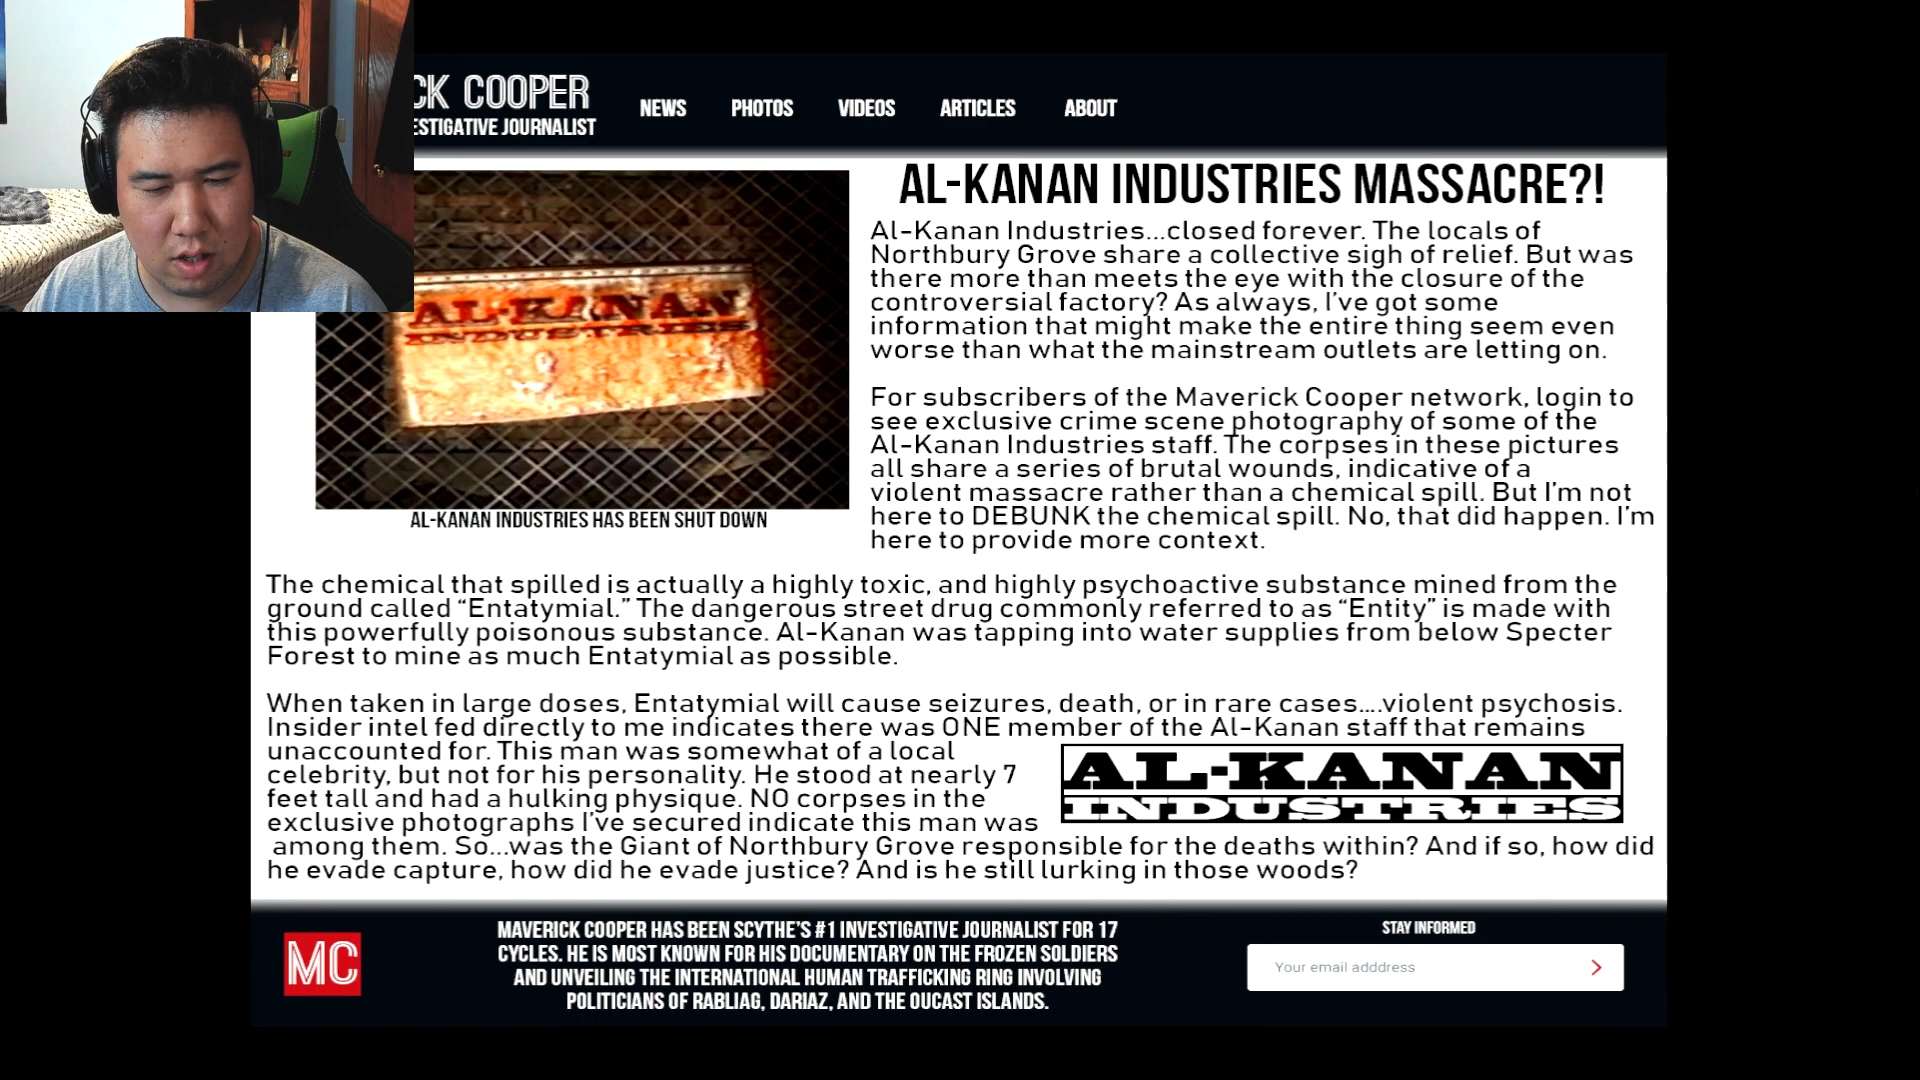 CK COOPER
ESTIGATIVE JOURNALIST
NEWS
PHOTOS
VIDEOS
ARTICLES
ABOUT
AL-KANAN
INDUSTRIES
AL-KANAN INDUSTRIES HAS BEEN SHUT DOWN
AL-KANAN INDUSTRIES MASSACRE?!
Al-Kanan Industries...closed forever. The locals of
Northbury Grove share a collective sigh of relief. But was
there more than meets the eye with the closure of the
controversial factory? As always, I've got some
information that might make the entire thing seem even
worse than what the mainstream outlets are letting on.
For subscribers of the Maverick Cooper network, login to
see exclusive crime scene photography of some of the
Al-Kanan Industries staff. The corpses in these pictures
all share a series of brutal wounds, indicative of a
violent massacre rather than a chemical spill. But I'm not
here to DEBUNK the chemical spill. No, that did happen. I'm
here to provide more context.
The chemical that spilled is actually a highly toxic, and highly psychoactive substance mined from the
ground called "Entatymial." The dangerous street drug commonly referred to as "Entity" is made with
this powerfully poisonous substance. Al-Kanan was tapping into water supplies from below Specter
Forest to mine as much Entatymial as possible.
When taken in large doses, Entatymial will cause seizures, death, or in rare cases....violent psychosis.
Insider intel fed directly to me indicates there was ONE member of the Al-Kanan staff that remains
unaccounted for. This man was somewhat of a local
celebrity, but not for his personality. He stood at nearly 7
feet tall and had a hulking physique. NO corpses in the
exclusive photographs I've secured indicate this man was
among them. So...was the Giant of Northbury Grove responsible for the deaths within? And if so, how did
he evade capture, how did he evade justice? And is he still lurking in those woods?
AL-KANAN
INDUSTRIES
MC
MAVERICK COOPER HAS BEEN SCYTHE'S #1 INVESTIGATIVE JOURNALIST FOR 17
CYCLES. HE IS MOST KNOWN FOR HIS DOCUMENTARY ON THE FROZEN SOLDIERS
AND UNVEILING THE INTERNATIONAL HUMAN TRAFFICKING RING INVOLVING
POLITICIANS OF RABLIAG, DARIAZ, AND THE OUCAST ISLANDS.
STAY INFORMED
Your email adddress